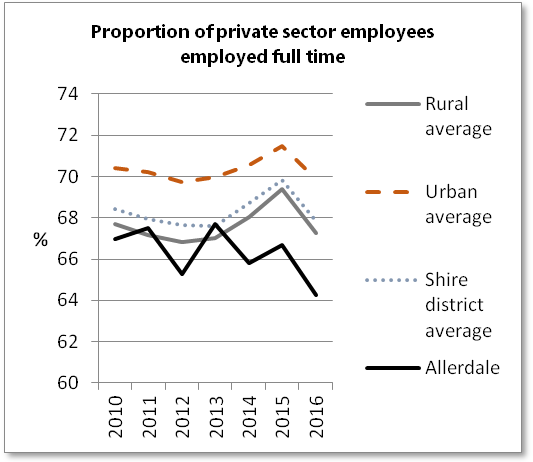 Proportion of private sector employees
employed full time
74
72
70
68
66
64
62
60
%
2010
2011
2012
2013
2014
2015
2016
Rural
average
Urban
average
Shire
district
average
Allerdale